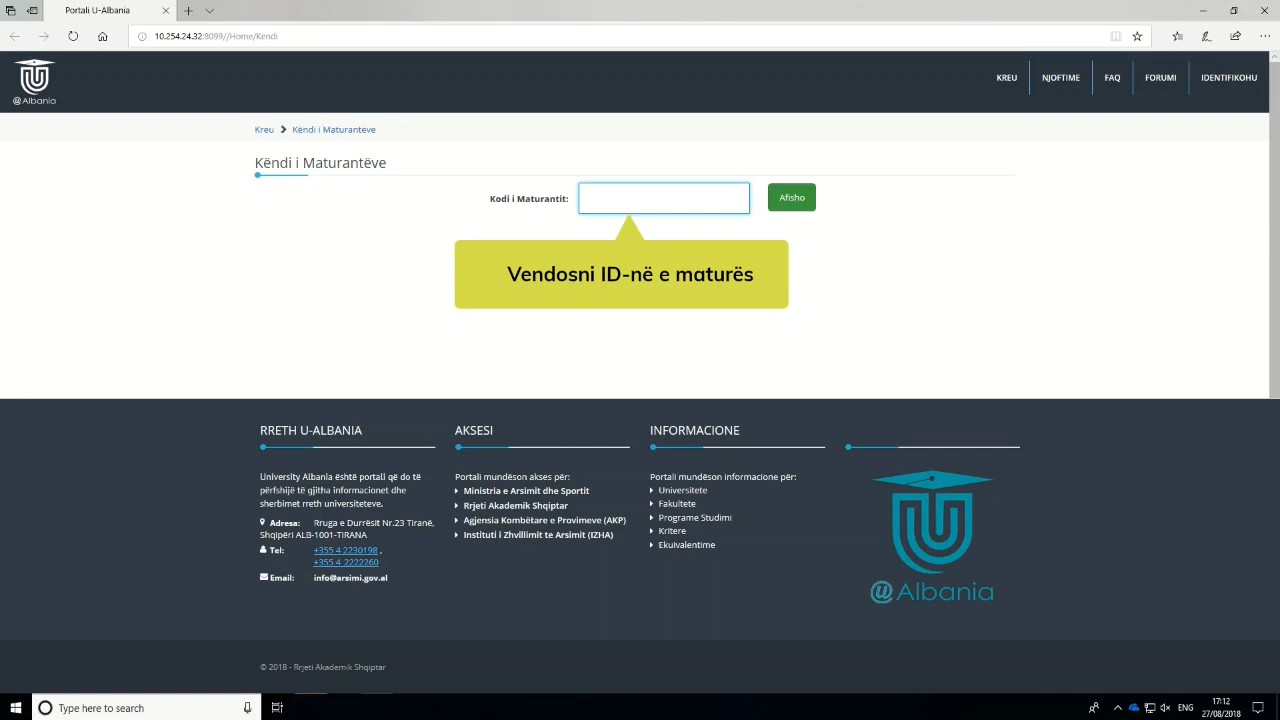 Portali U-Albania
10.254.24.32:8099//Home/Kendi
@Albania
KREU
NJOFTIME
FAQ
FORUMI
IDENTIFIKOHU
Kreu
Këndi i Maturantëve
Këndi i Maturantëve
Kodi i Maturantit:
Afisho
Vendosni ID-në e maturës
RRETH U-ALBANIA
University Albania është portali që do të
përfshijë të gjitha informacionet dhe
sherbimet rreth universiteteve.
Adresa: Rruga e Durrësit Nr.23 Tiranë,
Shqipëri ALB-1001-TIRANA
Tel: +355 4 2230198 ,
+355 4 2222260
Email: info@arsimi.gov.al
AKSESI
Portali mundëson akses për:
Ministria e Arsimit dhe Sportit
Rrjeti Akademik Shqiptar
Agjensia Kombëtare e Provimeve (AKP)
Instituti i Zhvillimit te Arsimit (IZHA)
INFORMACIONE
Portali mundëson informacione për:
Universitete
Fakultete
Programe Studimi
Kritere
Ekuivalentime
@Albania
© 2018 - Rrjeti Akademik Shqiptar
Type here to search
ENG
17:12
27/08/2018